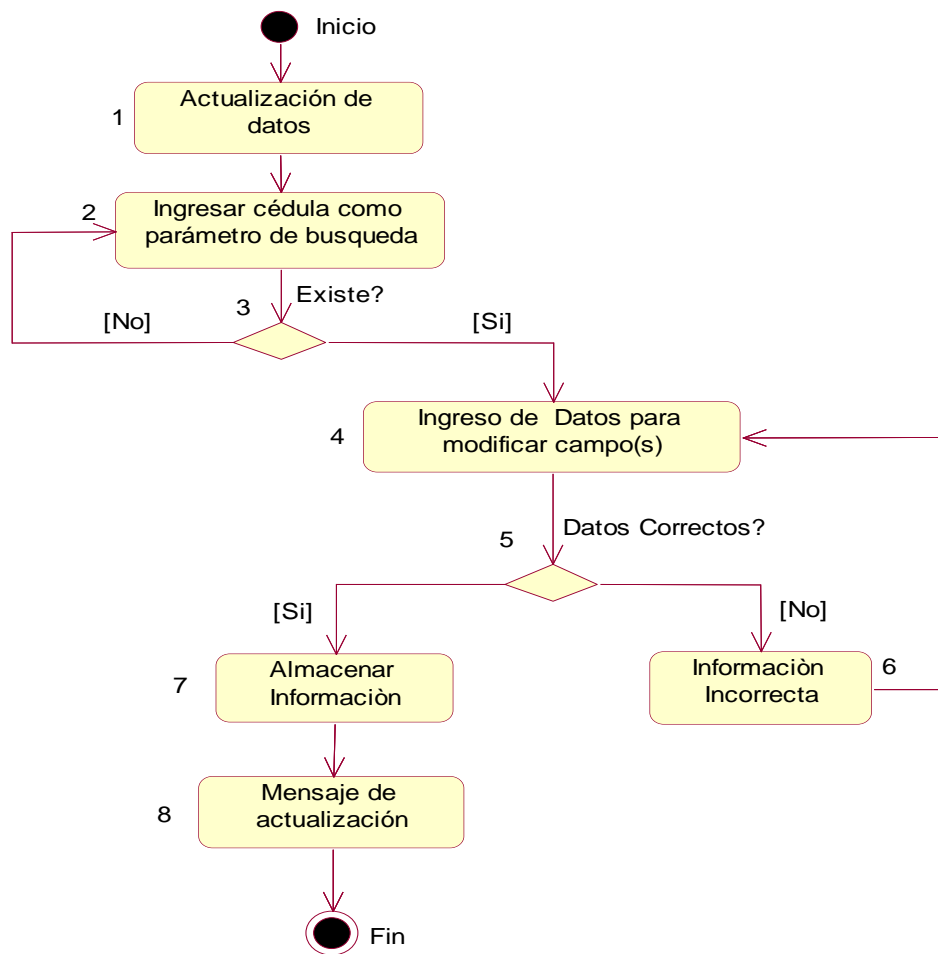 Inicio
1
Actualización de
datos
2
Ingresar cédula como
parámetro de busqueda
3
Existe?
[No]
[Si]
4
Ingreso de Datos para
modificar campo(s)
5
Datos Correctos?
[Si]
[No]
7
Almacenar
Informaciòn
Informaciòn
Incorrecta
6
8
Mensaje de
actualización
Fin